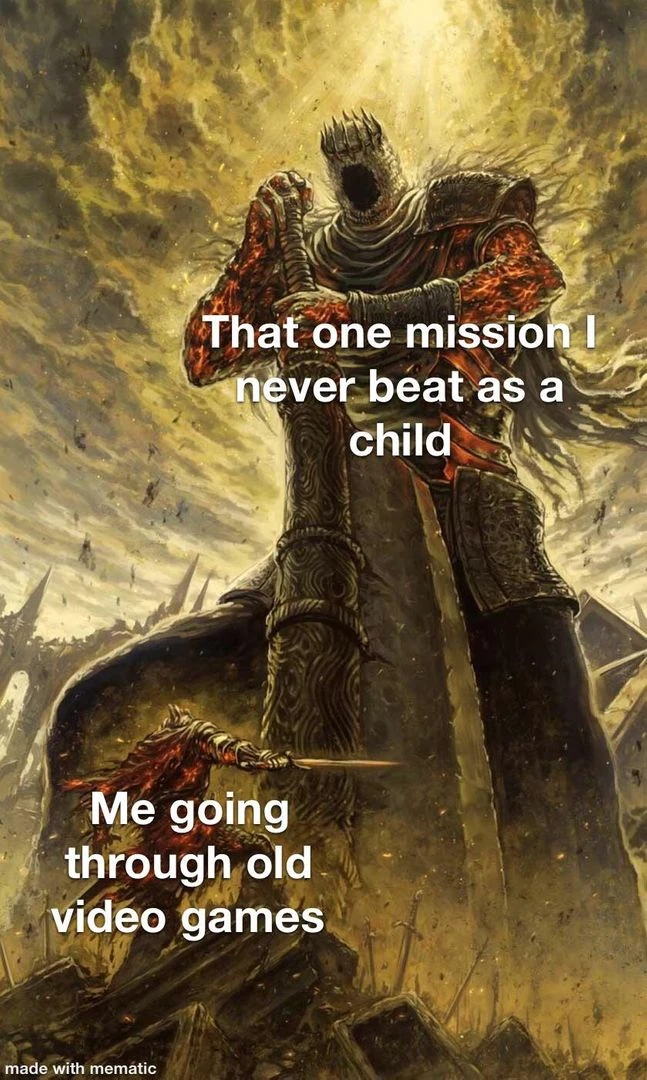 That one mission I
never beat as a
child
Me going
through old
video games
made with mematic